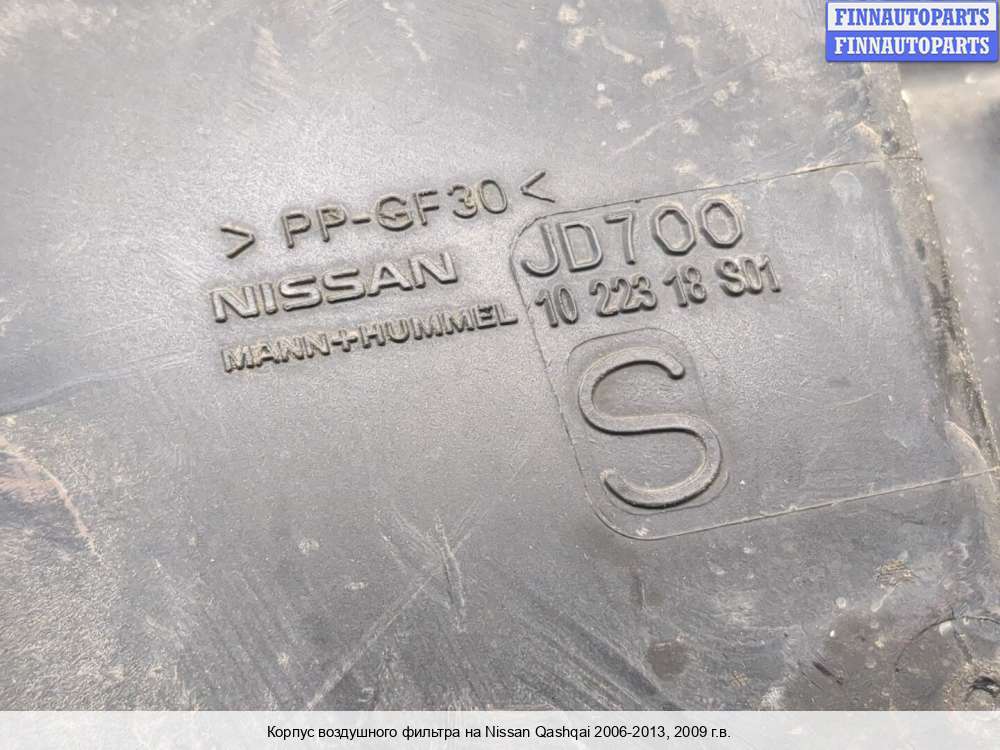 FINNAUTOPARTS
FINNAUTOPARTS
> PP-GF30 <
NISSAN
MANN+HUMMEL
JD700
10 223 18 S01
S
Корпус воздушного фильтра на Nissan Qashqai 2006-2013, 2009 г.в.